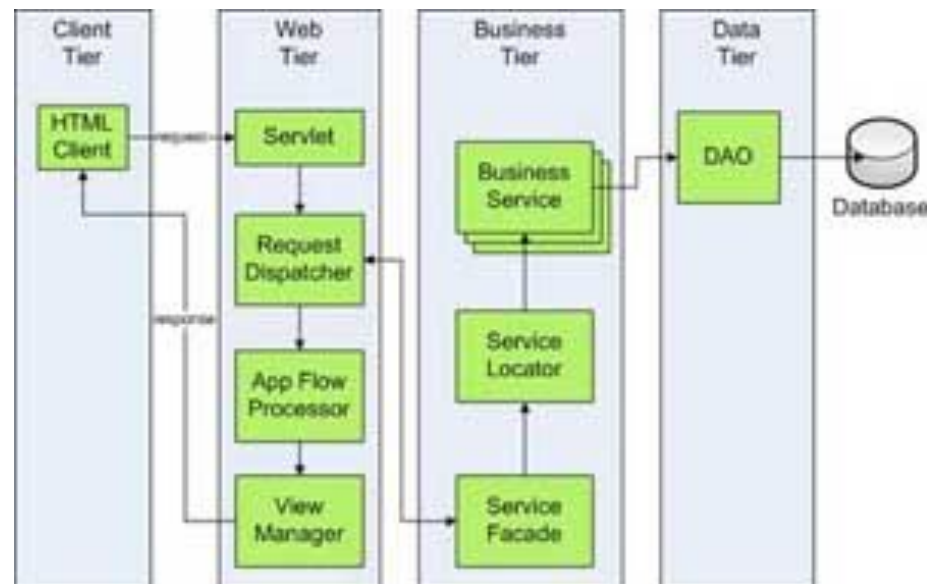 Client
Tier
Web
Tier
Business
Tier
Data
Tier
HTML
Client
request
Servlet
Business
Service
DAO
Database
Request
Dispatcher
response
Service
Locator
App Flow
Processor
View
Manager
Service
Facade